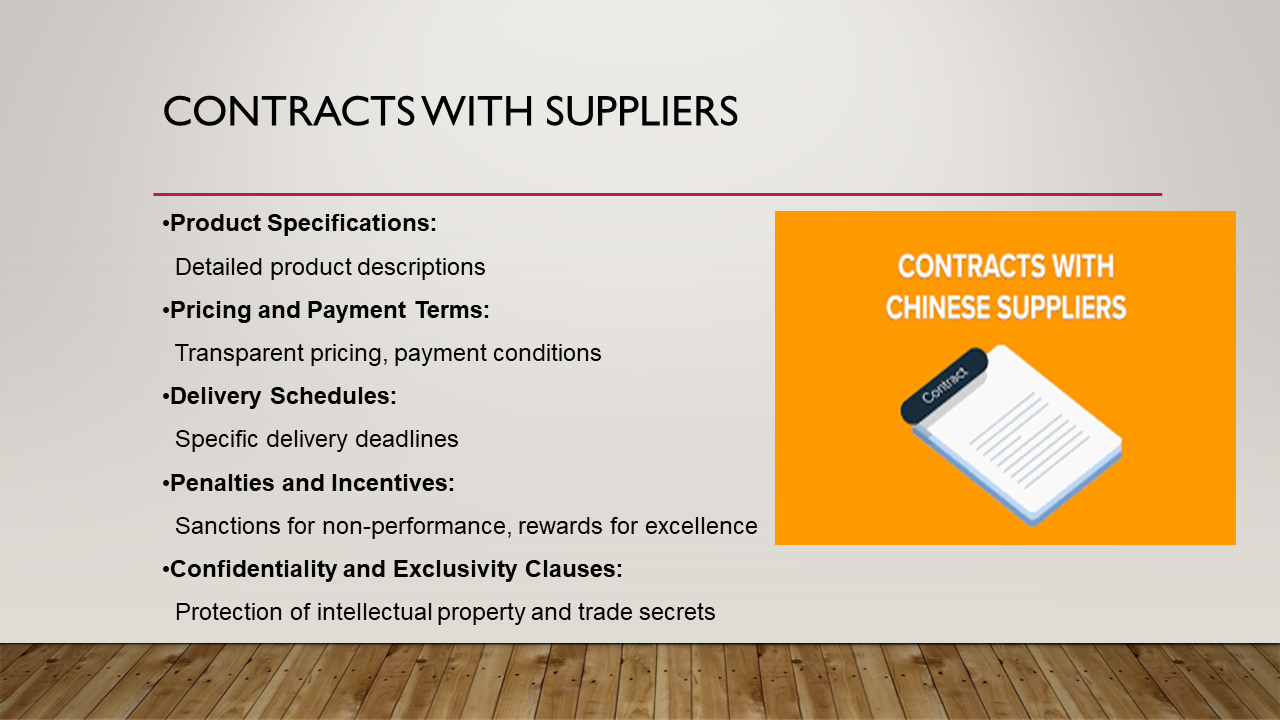 CONTRACTS WITH SUPPLIERS
•Product Specifications:
Detailed product descriptions
•Pricing and Payment Terms:
Transparent pricing, payment conditions
•Delivery Schedules:
Specific delivery deadlines
•Penalties and Incentives:
Sanctions for non-performance, rewards for excellence
•Confidentiality and Exclusivity Clauses:
Protection of intellectual property and trade secrets
CONTRACTS WITH
CHINESE SUPPLIERS
Contract